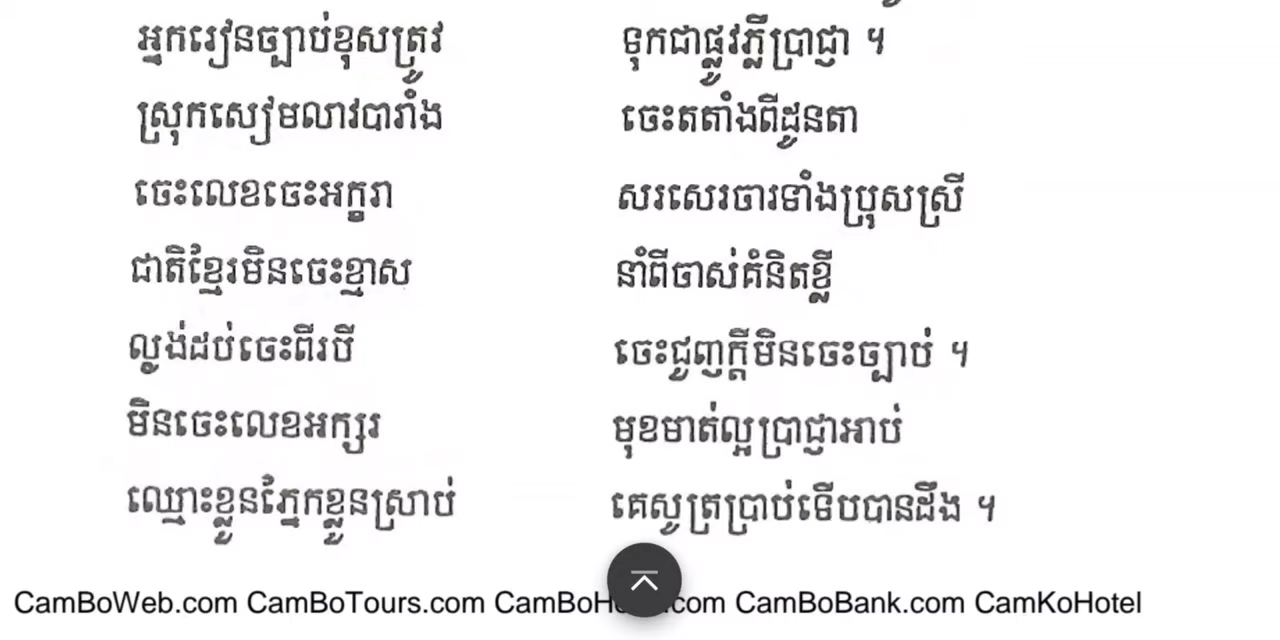 អ្នករៀនច្បាប់ខុសត្រូវ ទុកជាផ្លូវភ្លឺប្រាជ្ញា ។
ស្រុកសៀមលាវបារាំង ចេះតតាំងពីដូនតា
ចេះលេខចេះអក្ខរា សរសេរចារទាំងប្រុសស្រី
ជាតិខ្មែរមិនចេះខ្មាស នាំពីចាស់គំនិតខ្លី
ល្ងង់ដប់ចេះពីរបី ចេះជួញក្ដីមិនចេះច្បាប់ ។
មិនចេះលេខអក្សរ មុខមាត់ល្អប្រាជ្ញាអាប់
ឈ្មោះខ្លួនភ្នែកខ្លួនស្រាប់ គេសូត្រប្រាប់ទើបបានដឹង ។
CamBoWeb.com CamBoTours.com CamBoH com CamBoBank.com CamKoHotel